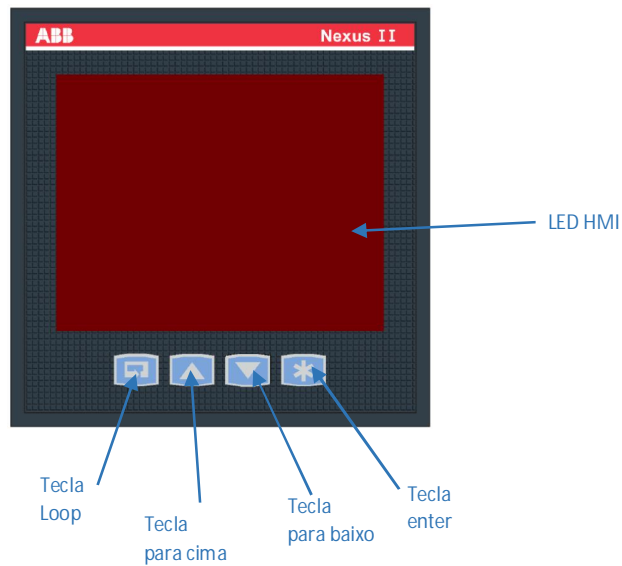 ABB Nexus II
LED HMI
Tecla
Loop
Tecla
para cima
Tecla
para baixo
Tecla
enter